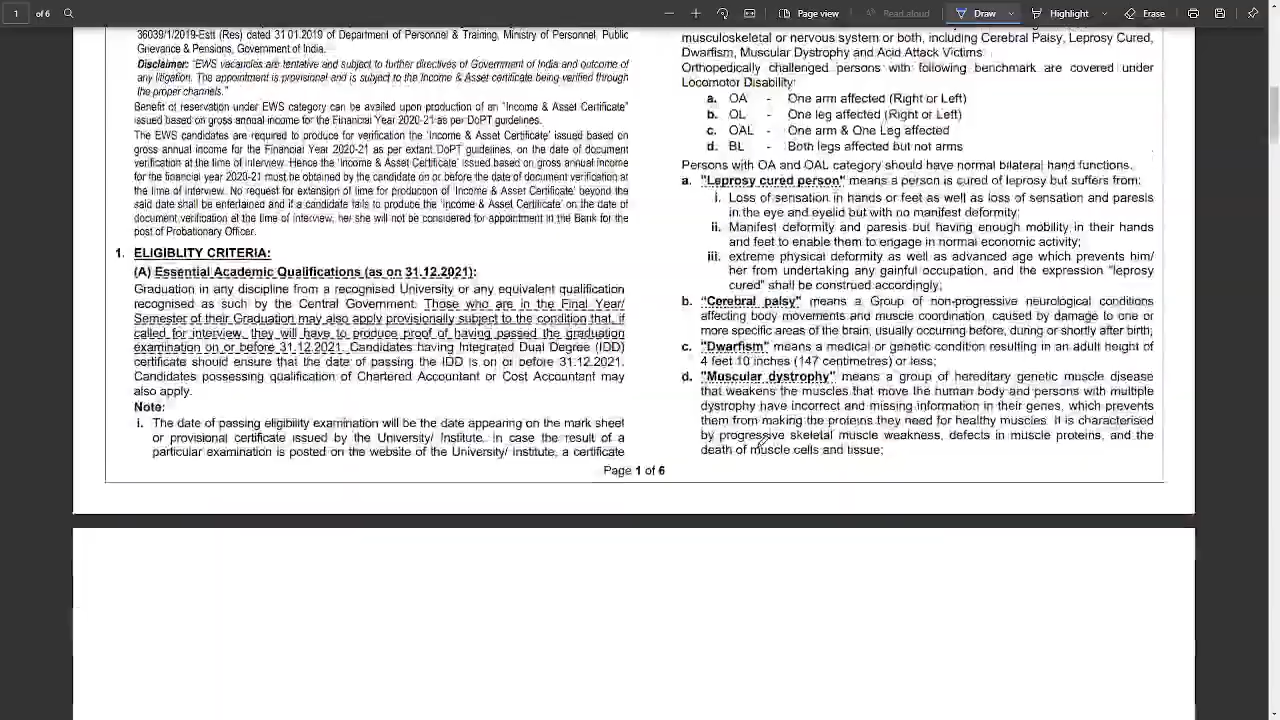 1 of 6 Page view Read aloud Draw Highlight Erase
36039/1/2019-Estt (Res) dated 31.01.2019 of Department of Personnel & Training, Ministry of Personnel, Public
Grievance & Pensions, Government of India.
Disclaimer: "EWS vacancies are tentative and subject to further directives of Government of India and outcome of
any litigation. The appointment is provisional and is subject to the Income & Asset certificate being verified through
the proper channels."
Benefit of reservation under EWS category can be availed upon production of an "Income & Asset Certificate"
issued based on gross annual income for the Financial Year 2020-21 as per DoPT guidelines.
The EWS candidates are required to produce for verification the 'Income & Asset Certificate' issued based on
gross annual income for the Financial Year 2020-21 as per extant DoPT guidelines, on the date of document
verification at the time of interview. Hence the 'Income & Asset Certificate' issued based on gross annual income
for the financial year 2020-21 must be obtained by the candidate on or before the date of document verification at
the time of interview. No request for extension of time for production of 'Income & Asset Certificate' beyond the
said date shall be entertained and if a candidate fails to produce the 'Income & Asset Certificate' on the date of
document verification at the time of interview, he/ she will not be considered for appointment in the Bank for the
post of Probationary Officer.
1. ELIGIBLITY CRITERIA:
(A) Essential Academic Qualifications (as on 31.12.2021):
Graduation in any discipline from a recognised University or any equivalent qualification
recognised as such by the Central Government. Those who are in the Final Year/
Semester of their Graduation may also apply provisionally subject to the condition that, if
called for interview, they will have to produce proof of having passed the graduation
examination on or before 31.12.2021. Candidates having Integrated Dual Degree (IDD)
certificate should ensure that the date of passing the IDD is on or before 31.12.2021.
Candidates possessing qualification of Chartered Accountant or Cost Accountant may
also apply.
Note:
i. The date of passing eligibility examination will be the date appearing on the mark sheet
or provisional certificate issued by the University/ Institute. In case the result of a
particular examination is posted on the website of the University/ Institute, a certificate
musculoskeletal or nervous system or both, including Cerebral Palsy, Leprosy Cured,
Dwarfism, Muscular Dystrophy and Acid Attack Victims
Orthopedically challenged persons with following benchmark are covered under
Locomotor Disability:
a. OA - One arm affected (Right or Left)
b. OL - One leg affected (Right or Left)
c. OAL - One arm & One Leg affected
d. BL - Both legs affected but not arms
Persons with OA and OAL category should have normal bilateral hand functions.
a. "Leprosy cured person" means a person is cured of leprosy but suffers from:
i. Loss of sensation in hands or feet as well as loss of sensation and paresis
in the eye and eyelid but with no manifest deformity;
ii. Manifest deformity and paresis but having enough mobility in their hands
and feet to enable them to engage in normal economic activity;
iii. extreme physical deformity as well as advanced age which prevents him/
her from undertaking any gainful occupation, and the expression "leprosy
cured" shall be construed accordingly;
b. "Cerebral palsy" means a Group of non-progressive neurological conditions
affecting body movements and muscle coordination, caused by damage to one or
more specific areas of the brain, usually occurring before, during or shortly after birth;
c. "Dwarfism" means a medical or genetic condition resulting in an adult height of
4 feet 10 inches (147 centimetres) or less;
d. "Muscular dystrophy" means a group of hereditary genetic muscle disease
that weakens the muscles that move the human body and persons with multiple
dystrophy have incorrect and missing information in their genes, which prevents
them from making the proteins they need for healthy muscles. It is characterised
by progressive skeletal muscle weakness, defects in muscle proteins, and the
death of muscle cells and tissue;
Page 1 of 6